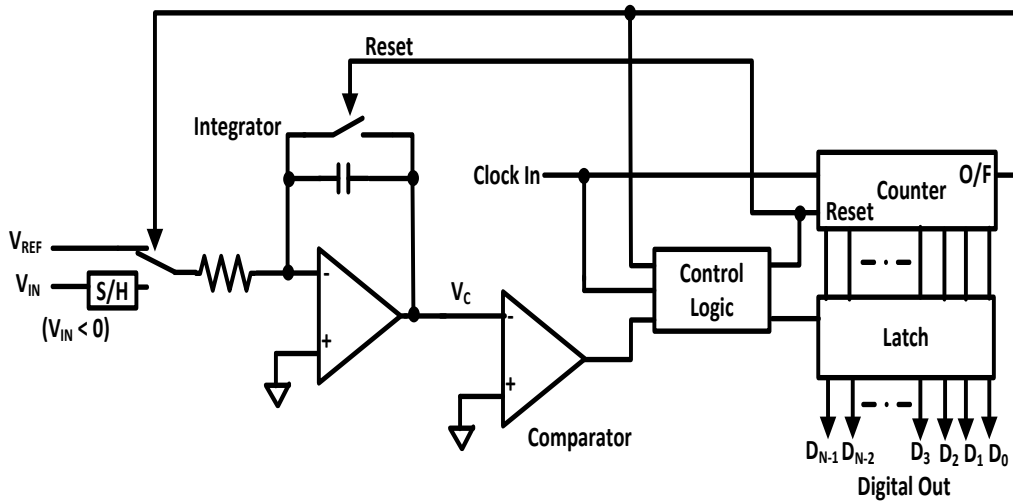 Reset
Integrator
Clock In
O/F
Counter
Reset
V_REF
V_IN
S/H
(V_IN < 0)
-
+
V_C
-
+
Comparator
Control
Logic
Latch
D_N-1 D_N-2 D_3 D_2 D_1 D_0
Digital Out